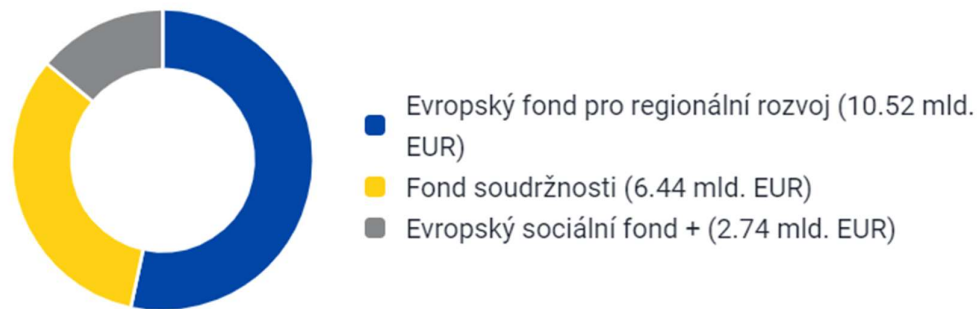 Evropský fond pro regionální rozvoj (10.52 mld.
EUR)
Fond soudržnosti (6.44 mld. EUR)
Evropský sociální fond + (2.74 mld. EUR)